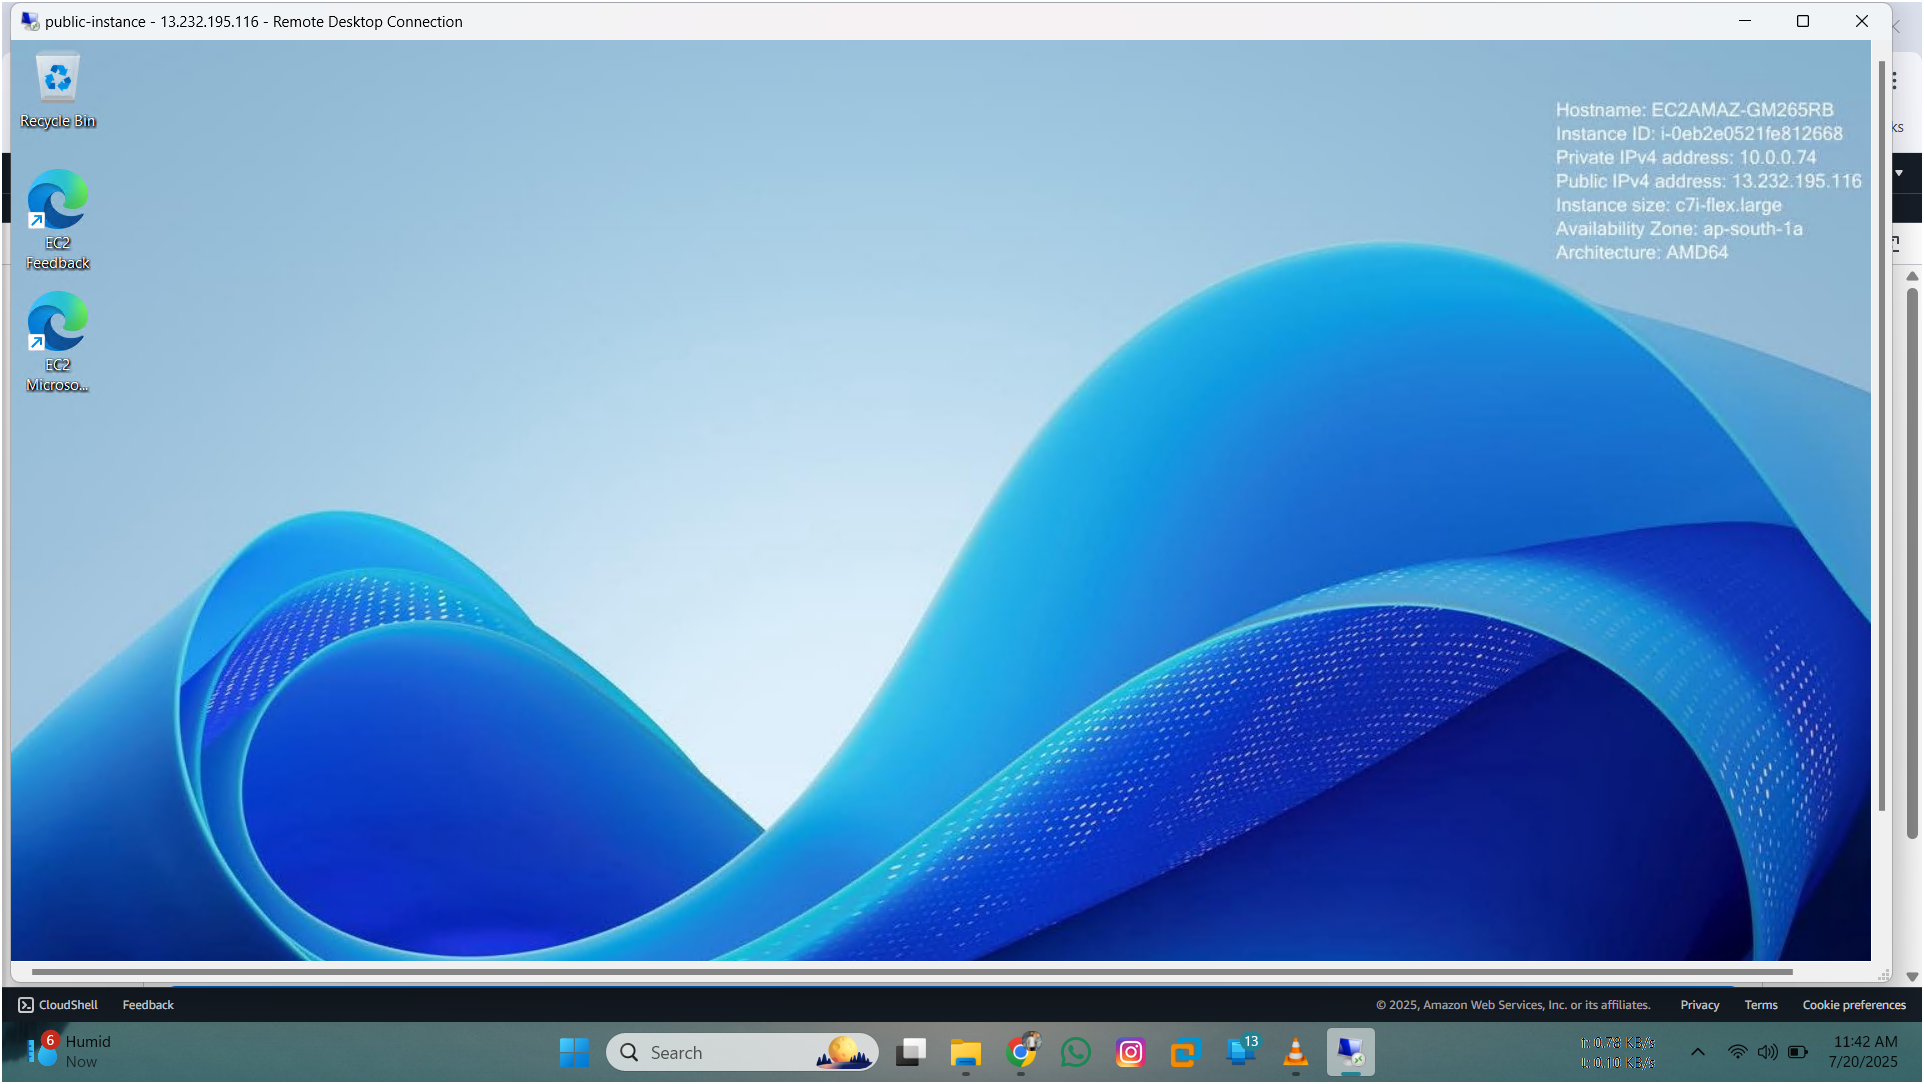 public-instance - 13.232.195.116 - Remote Desktop Connection
Recycle Bin
EC2
Feedback
EC2
Microso...
Hostname: EC2AMAZ-GM265RB
Instance ID: i-0eb2e0521fe812668
Private IPv4 address: 10.0.0.74
Public IPv4 address: 13.232.195.116
Instance size: c7i-flex.large
Availability Zone: ap-south-1a
Architecture: AMD64
ks
CloudShell
Feedback
© 2025, Amazon Web Services, Inc. or its affiliates.
Privacy
Terms
Cookie preferences
6
Humid
Now
Search
13
0.78 KB/s
0.10 KB/s
11:42 AM
7/20/2025